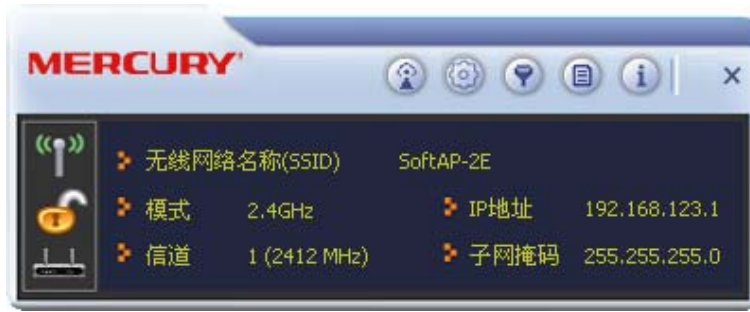 MERCURY
无线网络名称(SSID) SoftAP-2E
模式 2.4GHz IP地址 192.168.123.1
信道 1 (2412 MHz) 子网掩码 255.255.255.0